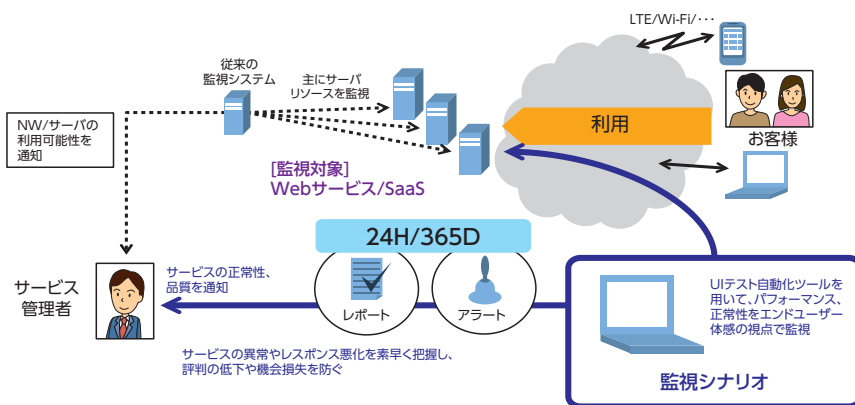 LTE/Wi-Fi/・・・
従来の
監視システム
主にサーバ
リソースを監視
NW/サーバの
利用可能性を
通知
利用
お客様
[監視対象]
Webサービス/SaaS
24H/365D
サービス
管理者
サービスの正常性、
品質を通知
レポート
アラート
UIテスト自動化ツールを
用いて、パフォーマンス、
正常性をエンドユーザー
体感の視点で監視
監視シナリオ
サービスの異常やレスポンス悪化を素早く把握し、
評判の低下や機会損失を防ぐ